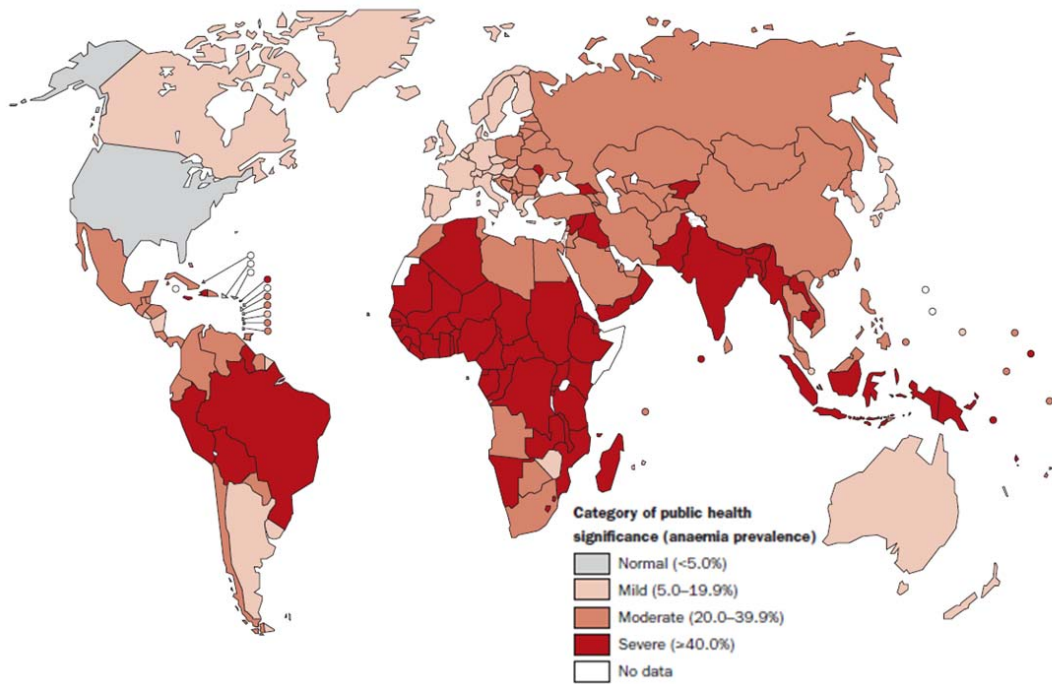 Category of public health
significance (anaemia prevalence)
Normal (<5.0%)
Mild (5.0–19.9%)
Moderate (20.0–39.9%)
Severe (≥40.0%)
No data